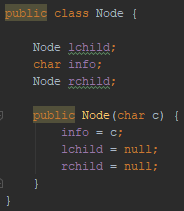 public class Node {
Node lchild;
char info;
Node rchild;
public Node(char c) {
info = c;
lchild = null;
rchild = null;
}
}